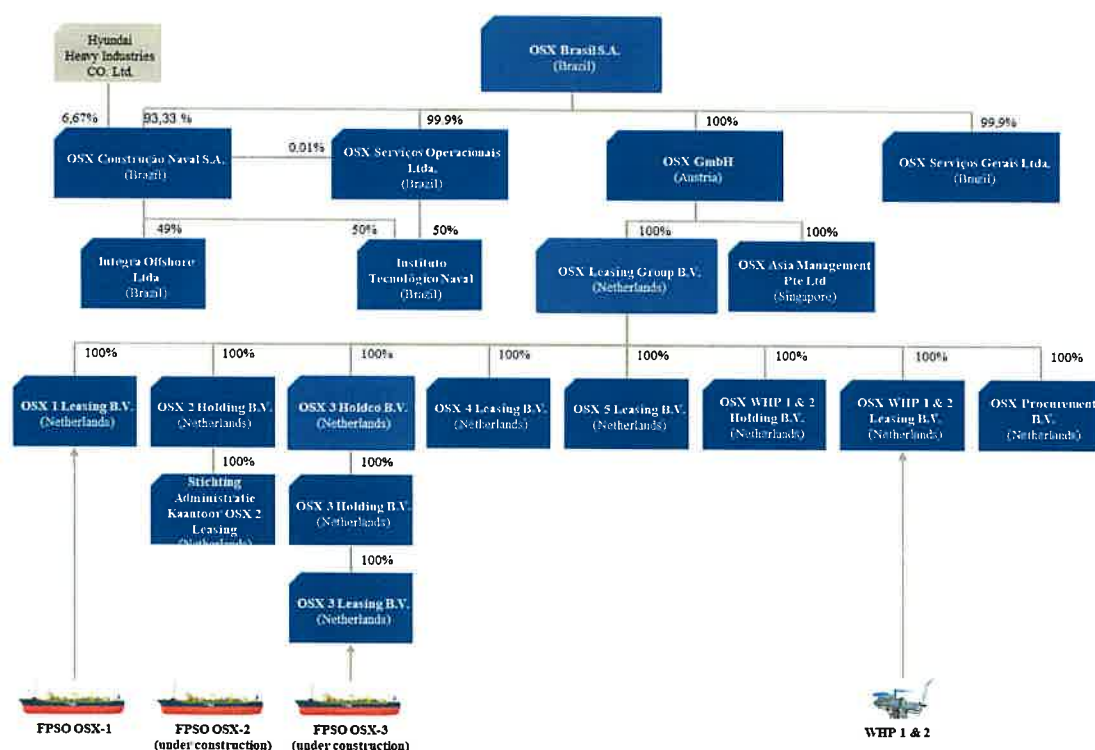 Hyundai
Heavy Industries
CO. Ltd.
OSX Brasil S.A.
(Brazil)
6,67%
93,33 %
99.9%
100%
99,9%
OSX Construção Naval S.A.
(Brazil)
0,01%
OSX Serviços Operacionais
Ltda.
(Brazil)
OSX GmbH
(Austria)
OSX Serviços Gerais Ltda.
(Brazil)
49%
50%
50%
100%
100%
Integra Offshore
Ltda
(Brazil)
Instituto
Tecnológico Naval
(Brazil)
OSX Leasing Group B.V.
(Netherlands)
OSX Asia Management
Pte Ltd
(Singapore)
100%
100%
100%
100%
100%
100%
100%
100%
OSX 1 Leasing B.V.
(Netherlands)
OSX 2 Holding B.V.
(Netherlands)
OSX 3 Holdco B.V.
(Netherlands)
OSX 4 Leasing B.V.
(Netherlands)
OSX 5 Leasing B.V.
(Netherlands)
OSX WHP 1 & 2
Holding B.V.
(Netherlands)
OSX WHP 1 & 2
Leasing B.V.
(Netherlands)
OSX Procurement
B.V.
(Netherlands)
100%
100%
Stichting
Administratie
Kaantoor OSX 2
Leasing
(Netherlands)
OSX 3 Holding B.V.
(Netherlands)
100%
OSX 3 Leasing B.V.
(Netherlands)
FPSO OSX-1
FPSO OSX-2
(under construction)
FPSO OSX-3
(under construction)
WHP 1 & 2